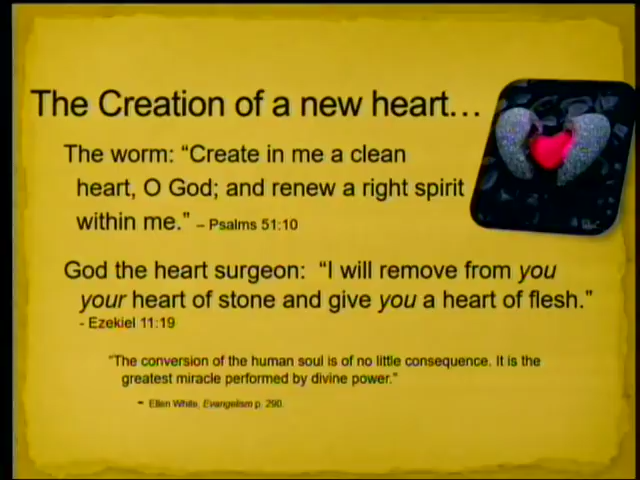 The Creation of a new heart…
The worm: “Create in me a clean
heart, O God; and renew a right spirit
within me.” – Psalms 51:10
God the heart surgeon: “I will remove from you
your heart of stone and give you a heart of flesh.”
- Ezekiel 11:19
“The conversion of the human soul is of no little consequence. It is the
greatest miracle performed by divine power.”
– Ellen White, Evangelism p. 290.